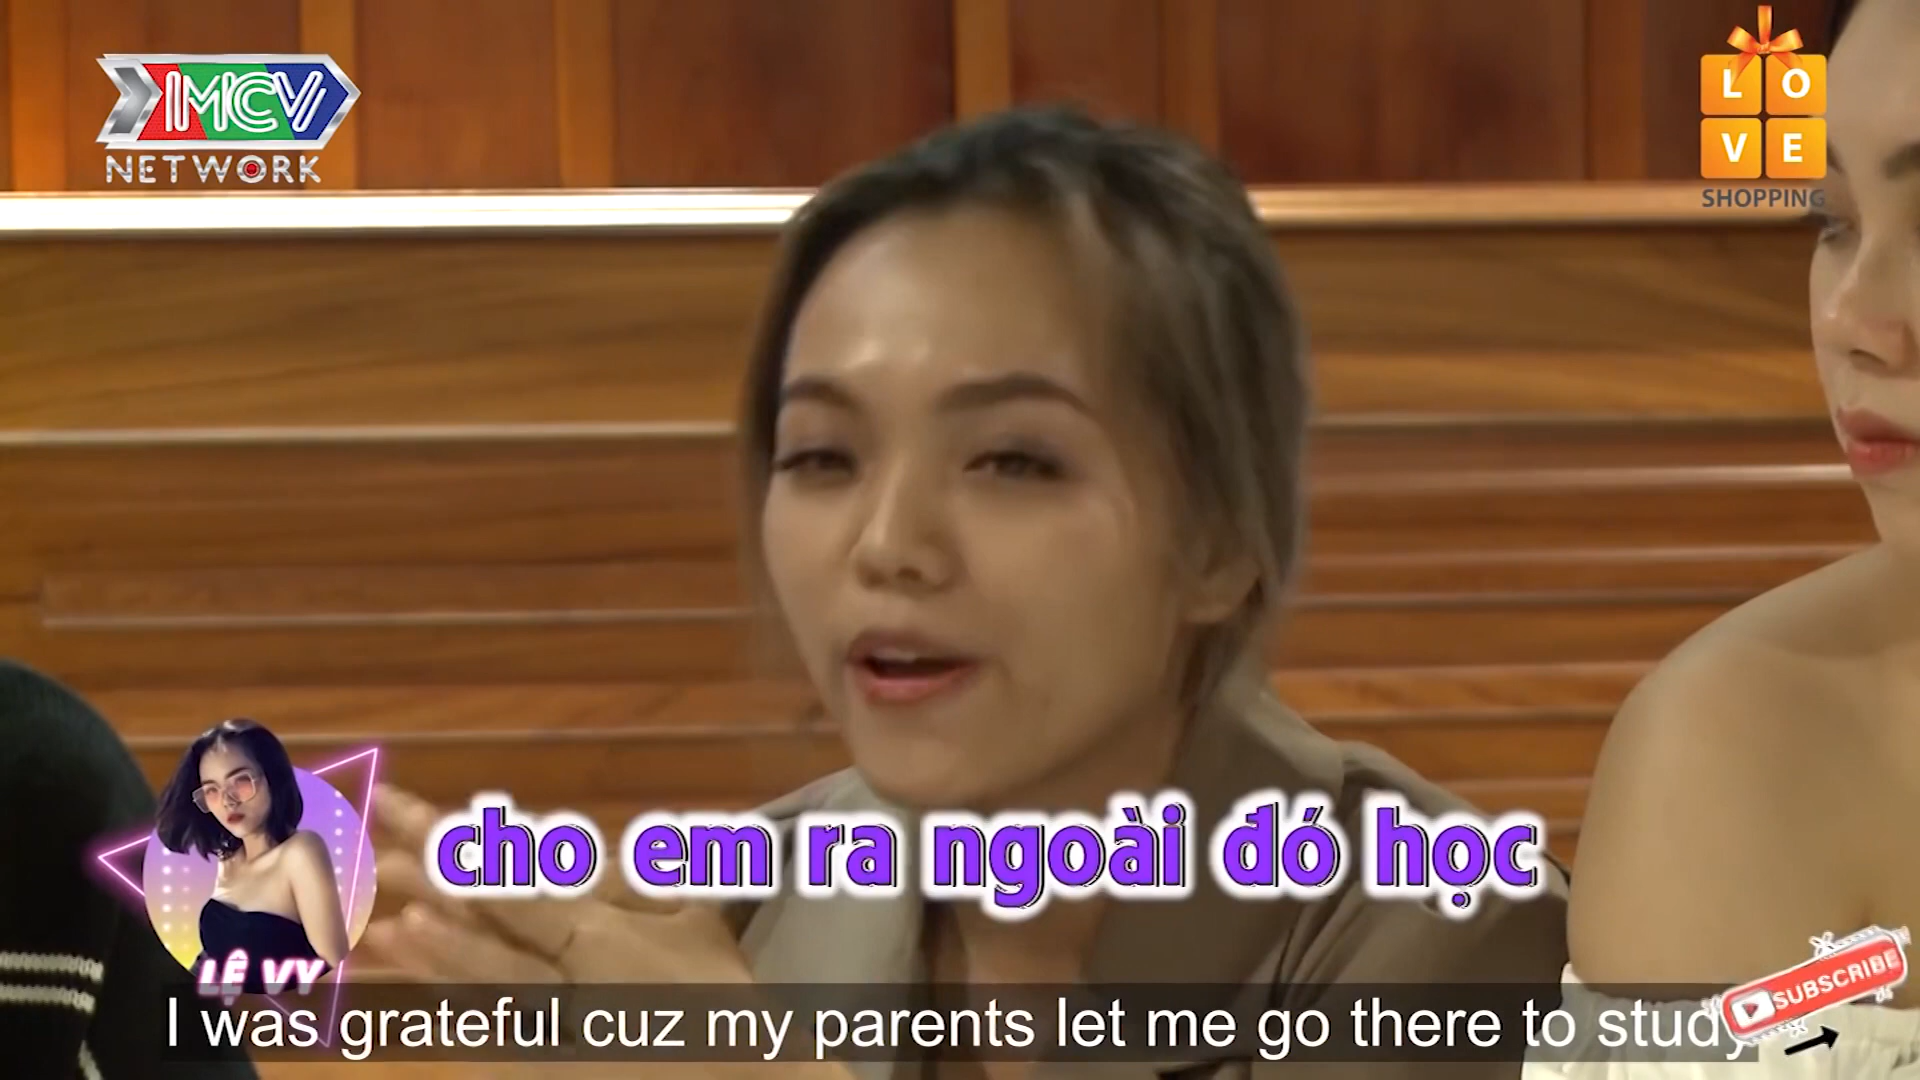 MCV
NETWORK
L O
V E
SHOPPING
cho em ra ngoài đó học
LỆ VY
I was grateful cuz my parents let me go there to study
SUBSCRIBE